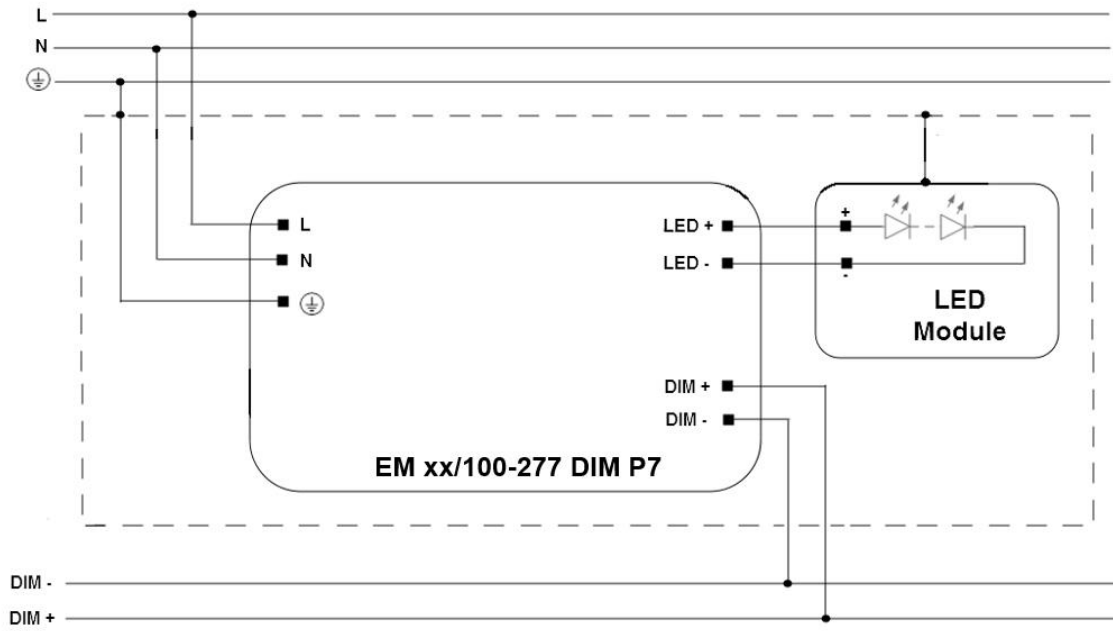 L
N
L
N
LED +
LED -
+
-
LED
Module
DIM +
DIM -
EM xx/100-277 DIM P7
DIM -
DIM +